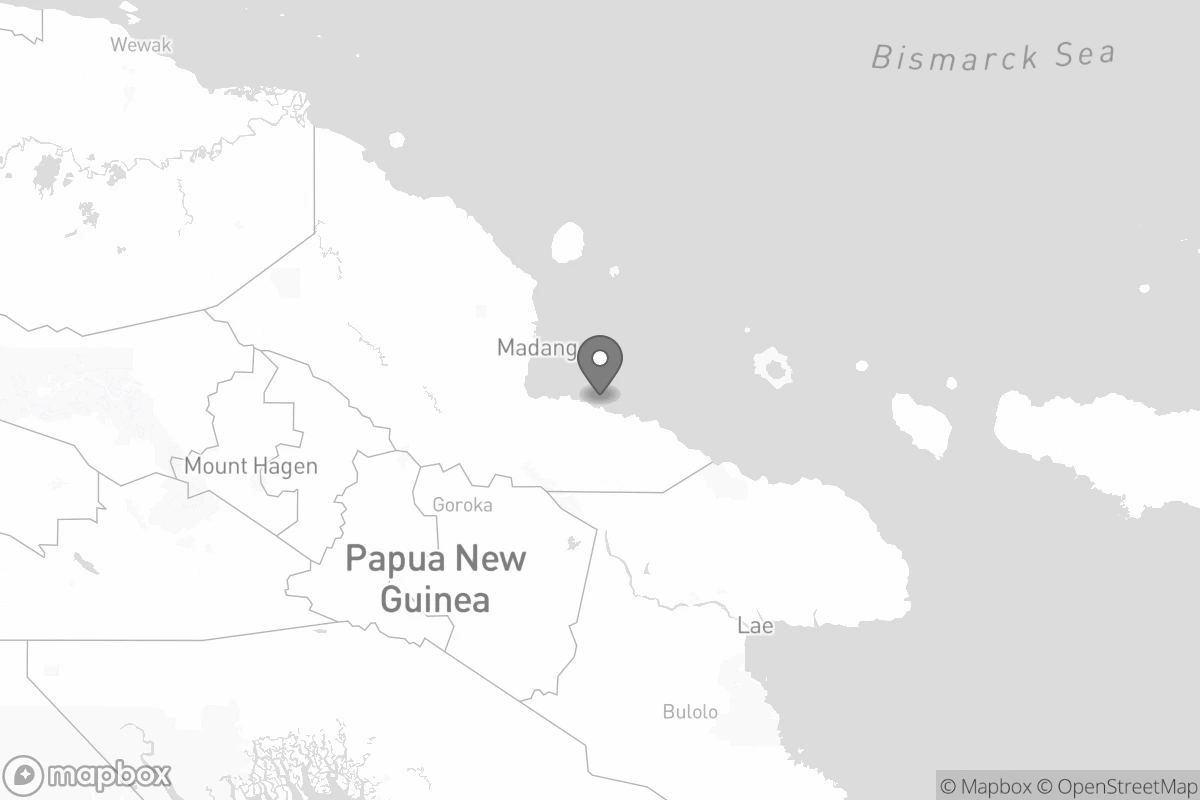 Wewak
Bismarck Sea
Madang
Mount Hagen
Goroka
Papua New
Guinea
Lae
Bulolo
mapbox
© Mapbox © OpenStreetMap